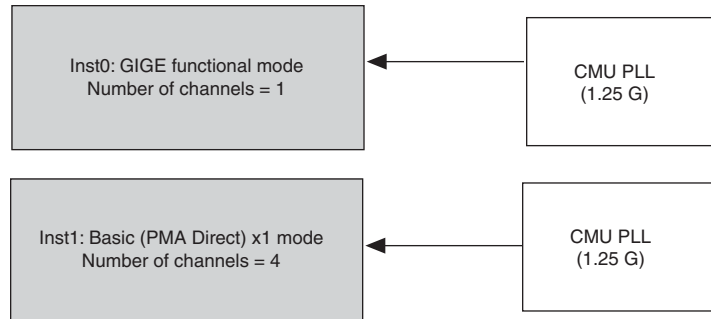 Inst0: GIGE functional mode
Number of channels = 1
CMU PLL
(1.25 G)
Inst1: Basic (PMA Direct) x1 mode
Number of channels = 4
CMU PLL
(1.25 G)